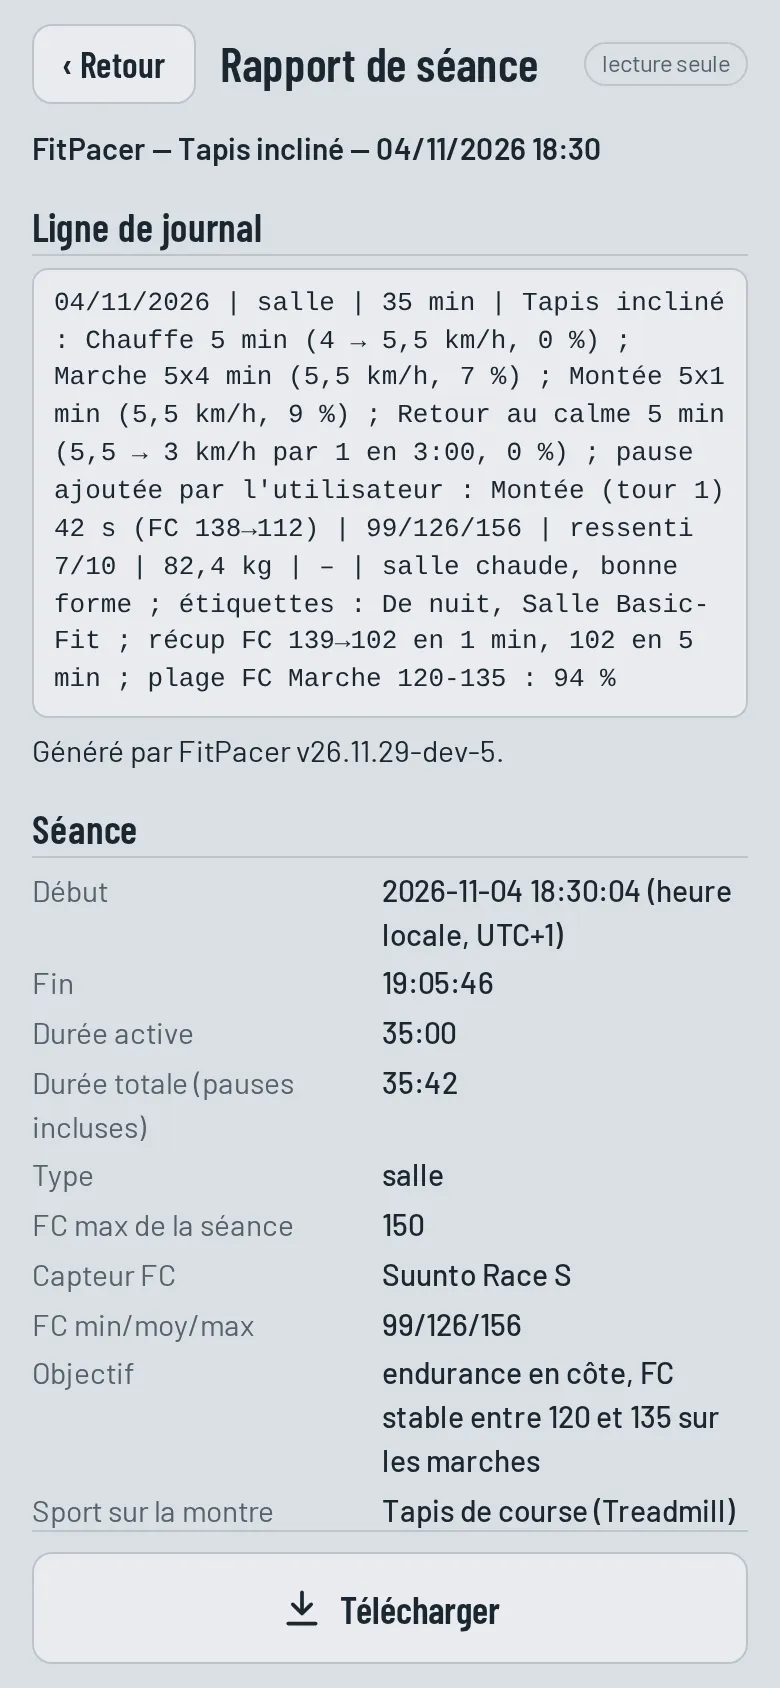 ‹ Retour
Rapport de séance
lecture seule
FitPacer — Tapis incliné — 04/11/2026 18:30
Ligne de journal
04/11/2026 | salle | 35 min | Tapis incliné
: Chauffe 5 min (4 → 5,5 km/h, 0 %) ;
Marche 5x4 min (5,5 km/h, 7 %) ; Montée 5x1
min (5,5 km/h, 9 %) ; Retour au calme 5 min
(5,5 → 3 km/h par 1 en 3:00, 0 %) ; pause
ajoutée par l'utilisateur : Montée (tour 1)
42 s (FC 138→112) | 99/126/156 | ressenti
7/10 | 82,4 kg | – | salle chaude, bonne
forme ; étiquettes : De nuit, Salle Basic-
Fit ; récup FC 139→102 en 1 min, 102 en 5
min ; plage FC Marche 120-135 : 94 %
Généré par FitPacer v26.11.29-dev-5.
Séance
Début
2026-11-04 18:30:04 (heure
locale, UTC+1)
Fin
19:05:46
Durée active
35:00
Durée totale (pauses
incluses)
35:42
Type
salle
FC max de la séance
150
Capteur FC
Suunto Race S
FC min/moy/max
99/126/156
Objectif
endurance en côte, FC
stable entre 120 et 135 sur
les marches
Sport sur la montre
Tapis de course (Treadmill)
Télécharger